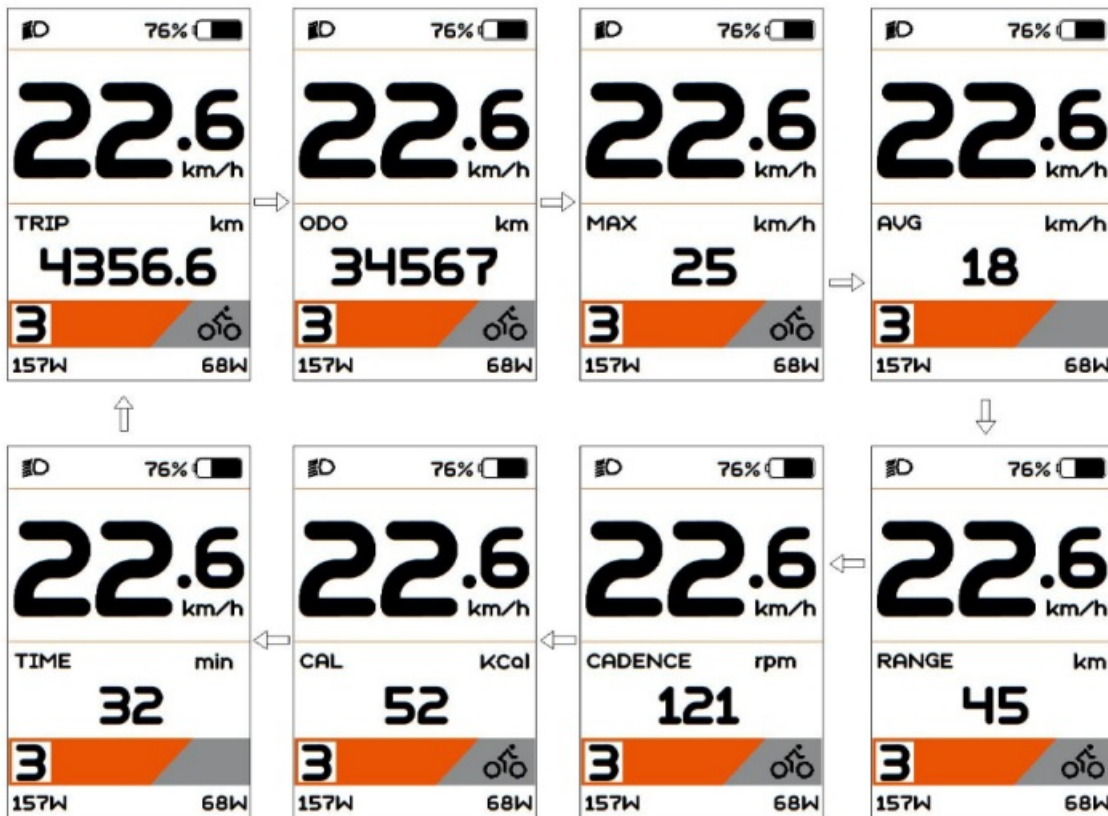 76%
22.6
km/h
TRIP km
4356.6
3
157W 68W
76%
22.6
km/h
ODO km
34567
3
157W 68W
76%
22.6
km/h
MAX km/h
25
3
157W 68W
76%
22.6
km/h
AVG km/h
18
3
157W 68W
76%
22.6
km/h
TIME min
32
3
157W 68W
76%
22.6
km/h
CAL KCal
52
3
157W 68W
76%
22.6
km/h
CADENCE rpm
121
3
157W 68W
76%
22.6
km/h
RANGE km
45
3
157W 68W